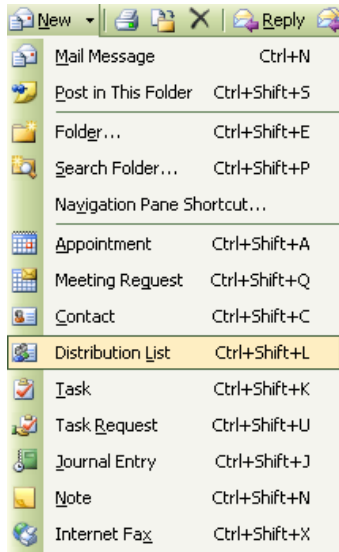 New Reply
Mail Message Ctrl+N
Post in This Folder Ctrl+Shift+S
Folder... Ctrl+Shift+E
Search Folder... Ctrl+Shift+P
Navigation Pane Shortcut...
Appointment Ctrl+Shift+A
Meeting Request Ctrl+Shift+Q
Contact Ctrl+Shift+C
Distribution List Ctrl+Shift+L
Task Ctrl+Shift+K
Task Request Ctrl+Shift+U
Journal Entry Ctrl+Shift+J
Note Ctrl+Shift+N
Internet Fax Ctrl+Shift+X